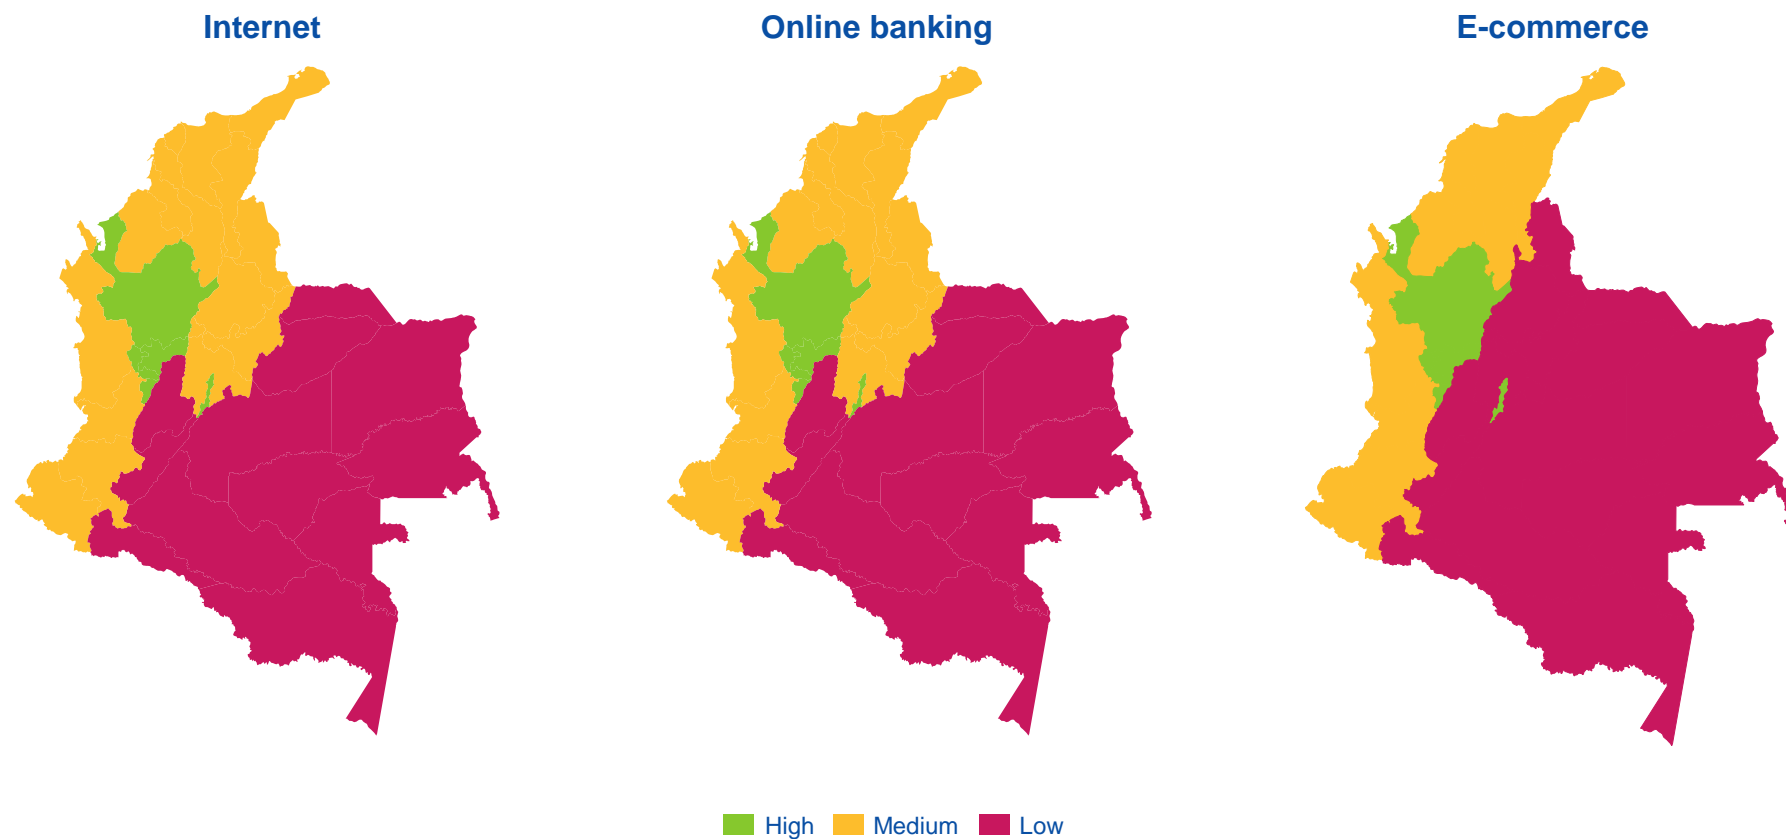 Internet
Online banking
E-commerce
High
Medium
Low